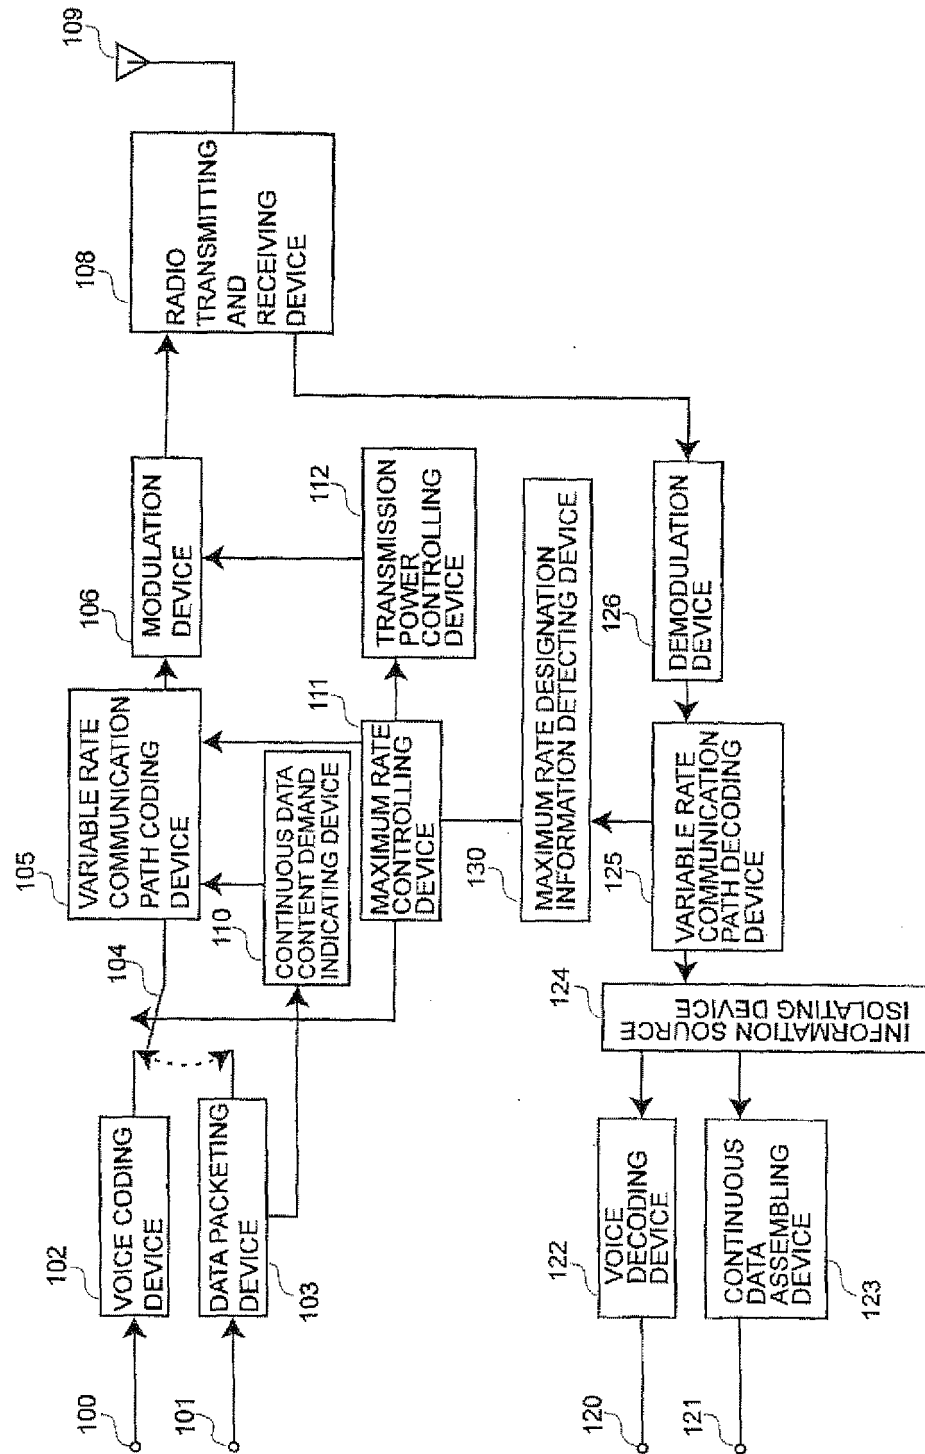 100
102
VOICE CODING
DEVICE
101
DATA PACKETING
DEVICE
103
104
105
VARIABLE RATE
COMMUNICATION
PATH CODING
DEVICE
110
CONTINUOUS DATA
CONTENT DEMAND
INDICATING DEVICE
111
MAXIMUM RATE
CONTROLLING
DEVICE
106
MODULATION
DEVICE
112
TRANSMISSION
POWER
CONTROLLING
DEVICE
108
RADIO
TRANSMITTING
AND
RECEIVING
DEVICE
109
130
MAXIMUM RATE DESIGNATION
INFORMATION DETECTING DEVICE
120
122
VOICE
DECODING
DEVICE
121
CONTINUOUS
DATA
ASSEMBLING
DEVICE
123
124
INFORMATION SOURCE
ISOLATING DEVICE
125
VARIABLE RATE
COMMUNICATION
PATH DECODING
DEVICE
126
DEMODULATION
DEVICE